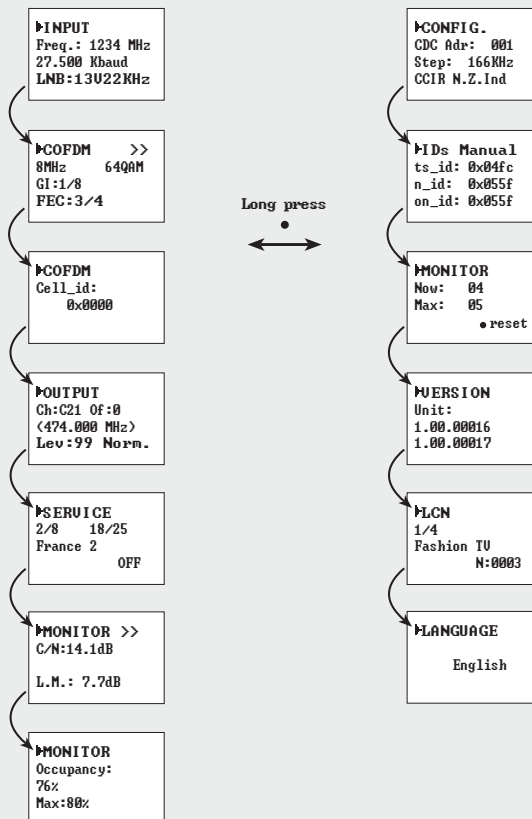 INPUT
Freq.: 1234 MHz
27.500 Kbaud
LNB:13V22KHz
COFDM >>
8MHz 64QAM
GI:1/8
FEC:3/4
COFDM
Cell_id:
0x0000
OUTPUT
Ch:C21 Of:0
(474.000 MHz)
Lev:99 Norm.
SERVICE
2/8 18/25
France 2
OFF
MONITOR >>
C/N:14.1dB
L.M.: 7.7dB
MONITOR
Occupancy:
76%
Max:80%
Long press
CONFIG.
CDC Adr: 001
Step: 166KHz
CCIR N.Z.Ind
IDs Manual
ts_id: 0x04fc
n_id: 0x055f
on_id: 0x055f
MONITOR
Now: 04
Max: 05
●reset
VERSION
Unit:
1.00.00016
1.00.00017
LCN
1/4
Fashion TV
N:0003
LANGUAGE
English